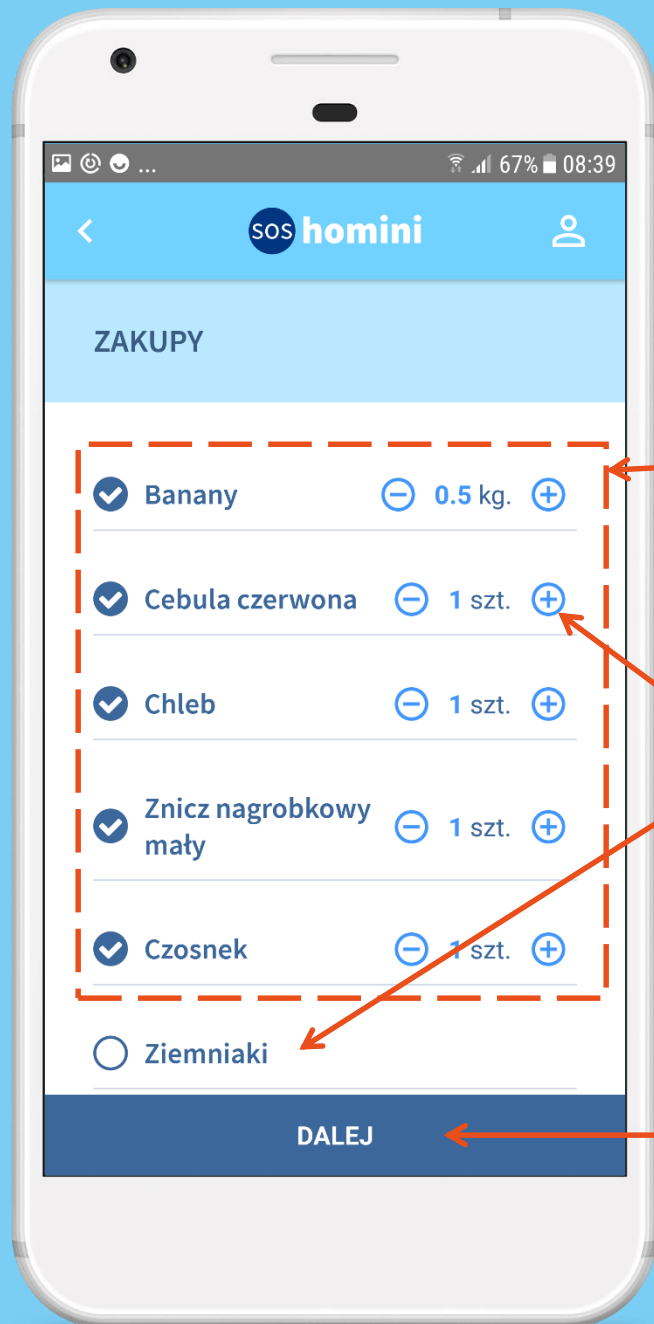 ... 67% 08:39
sos homini
ZAKUPY
Banany 0.5 kg.
Cebula czerwona 1 szt.
Chleb 1 szt.
Znicz nagrobkowy
mały 1 szt.
Czosnek 1 szt.
Ziemniaki
DALEJ